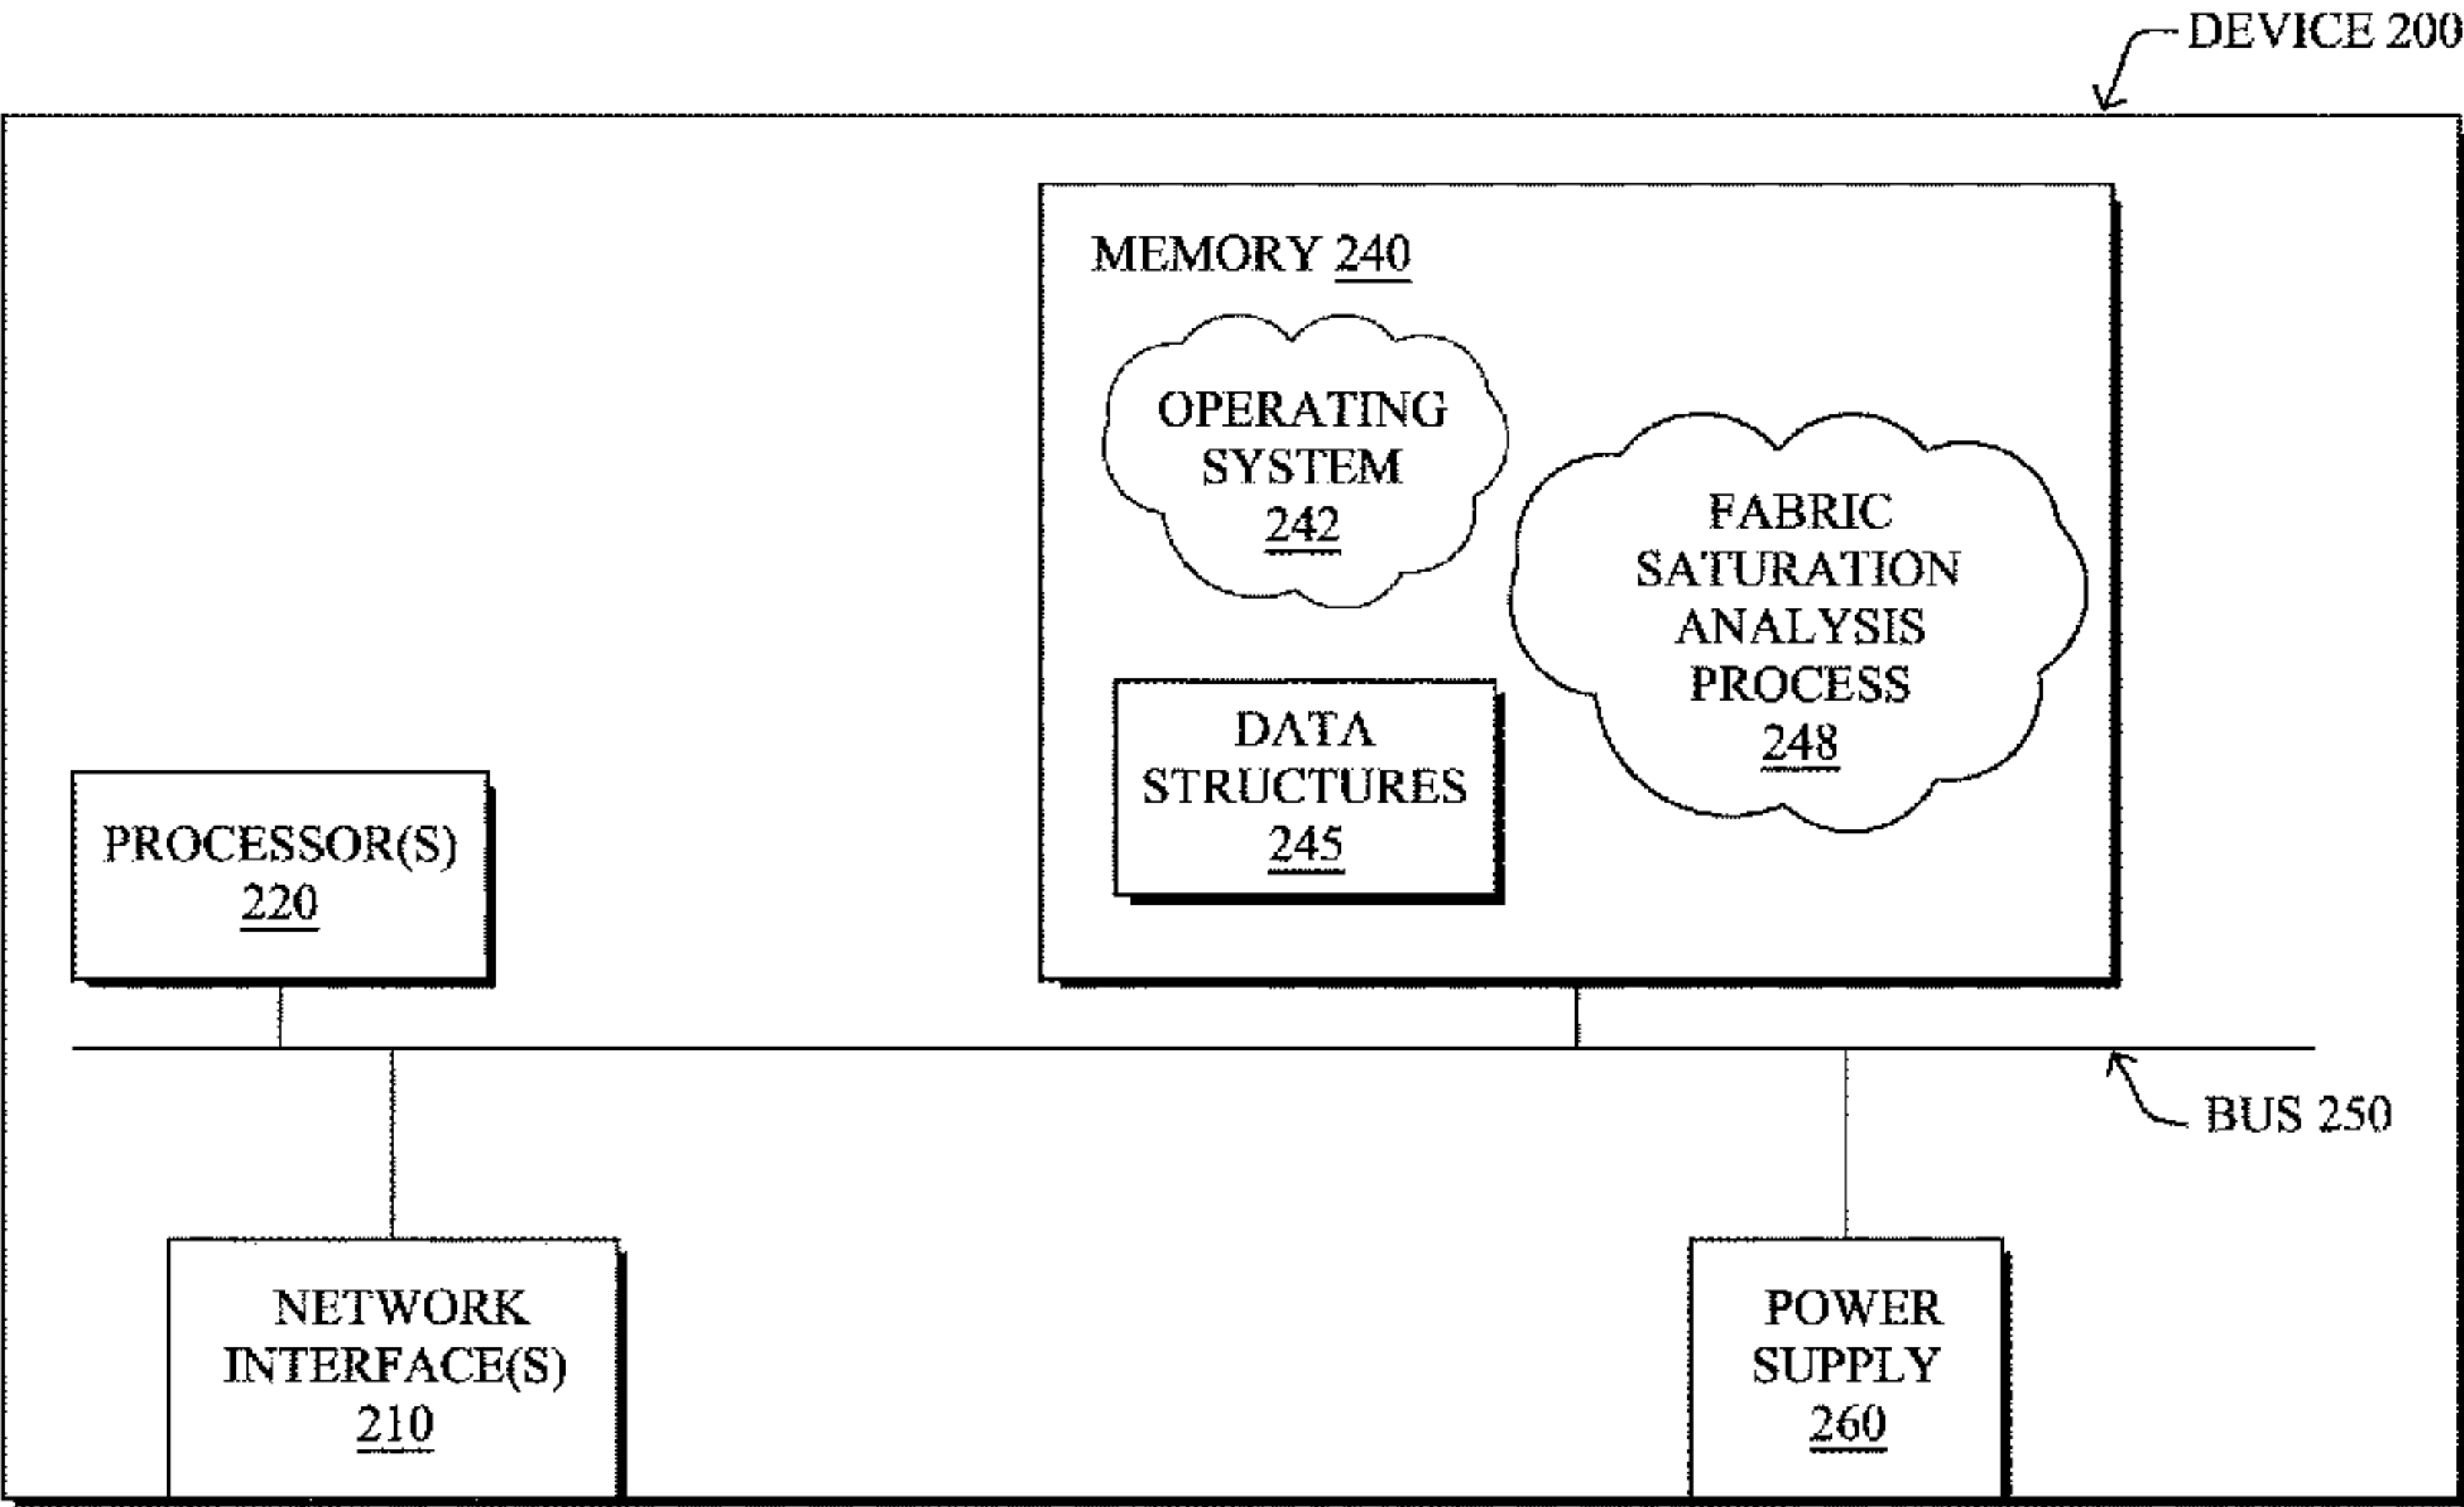 DEVICE 200
MEMORY 240
OPERATING
SYSTEM
242
FABRIC
SATURATION
ANALYSIS
PROCESS
248
DATA
STRUCTURES
245
PROCESSOR(S)
220
BUS 250
NETWORK
INTERFACE(S)
210
POWER
SUPPLY
260